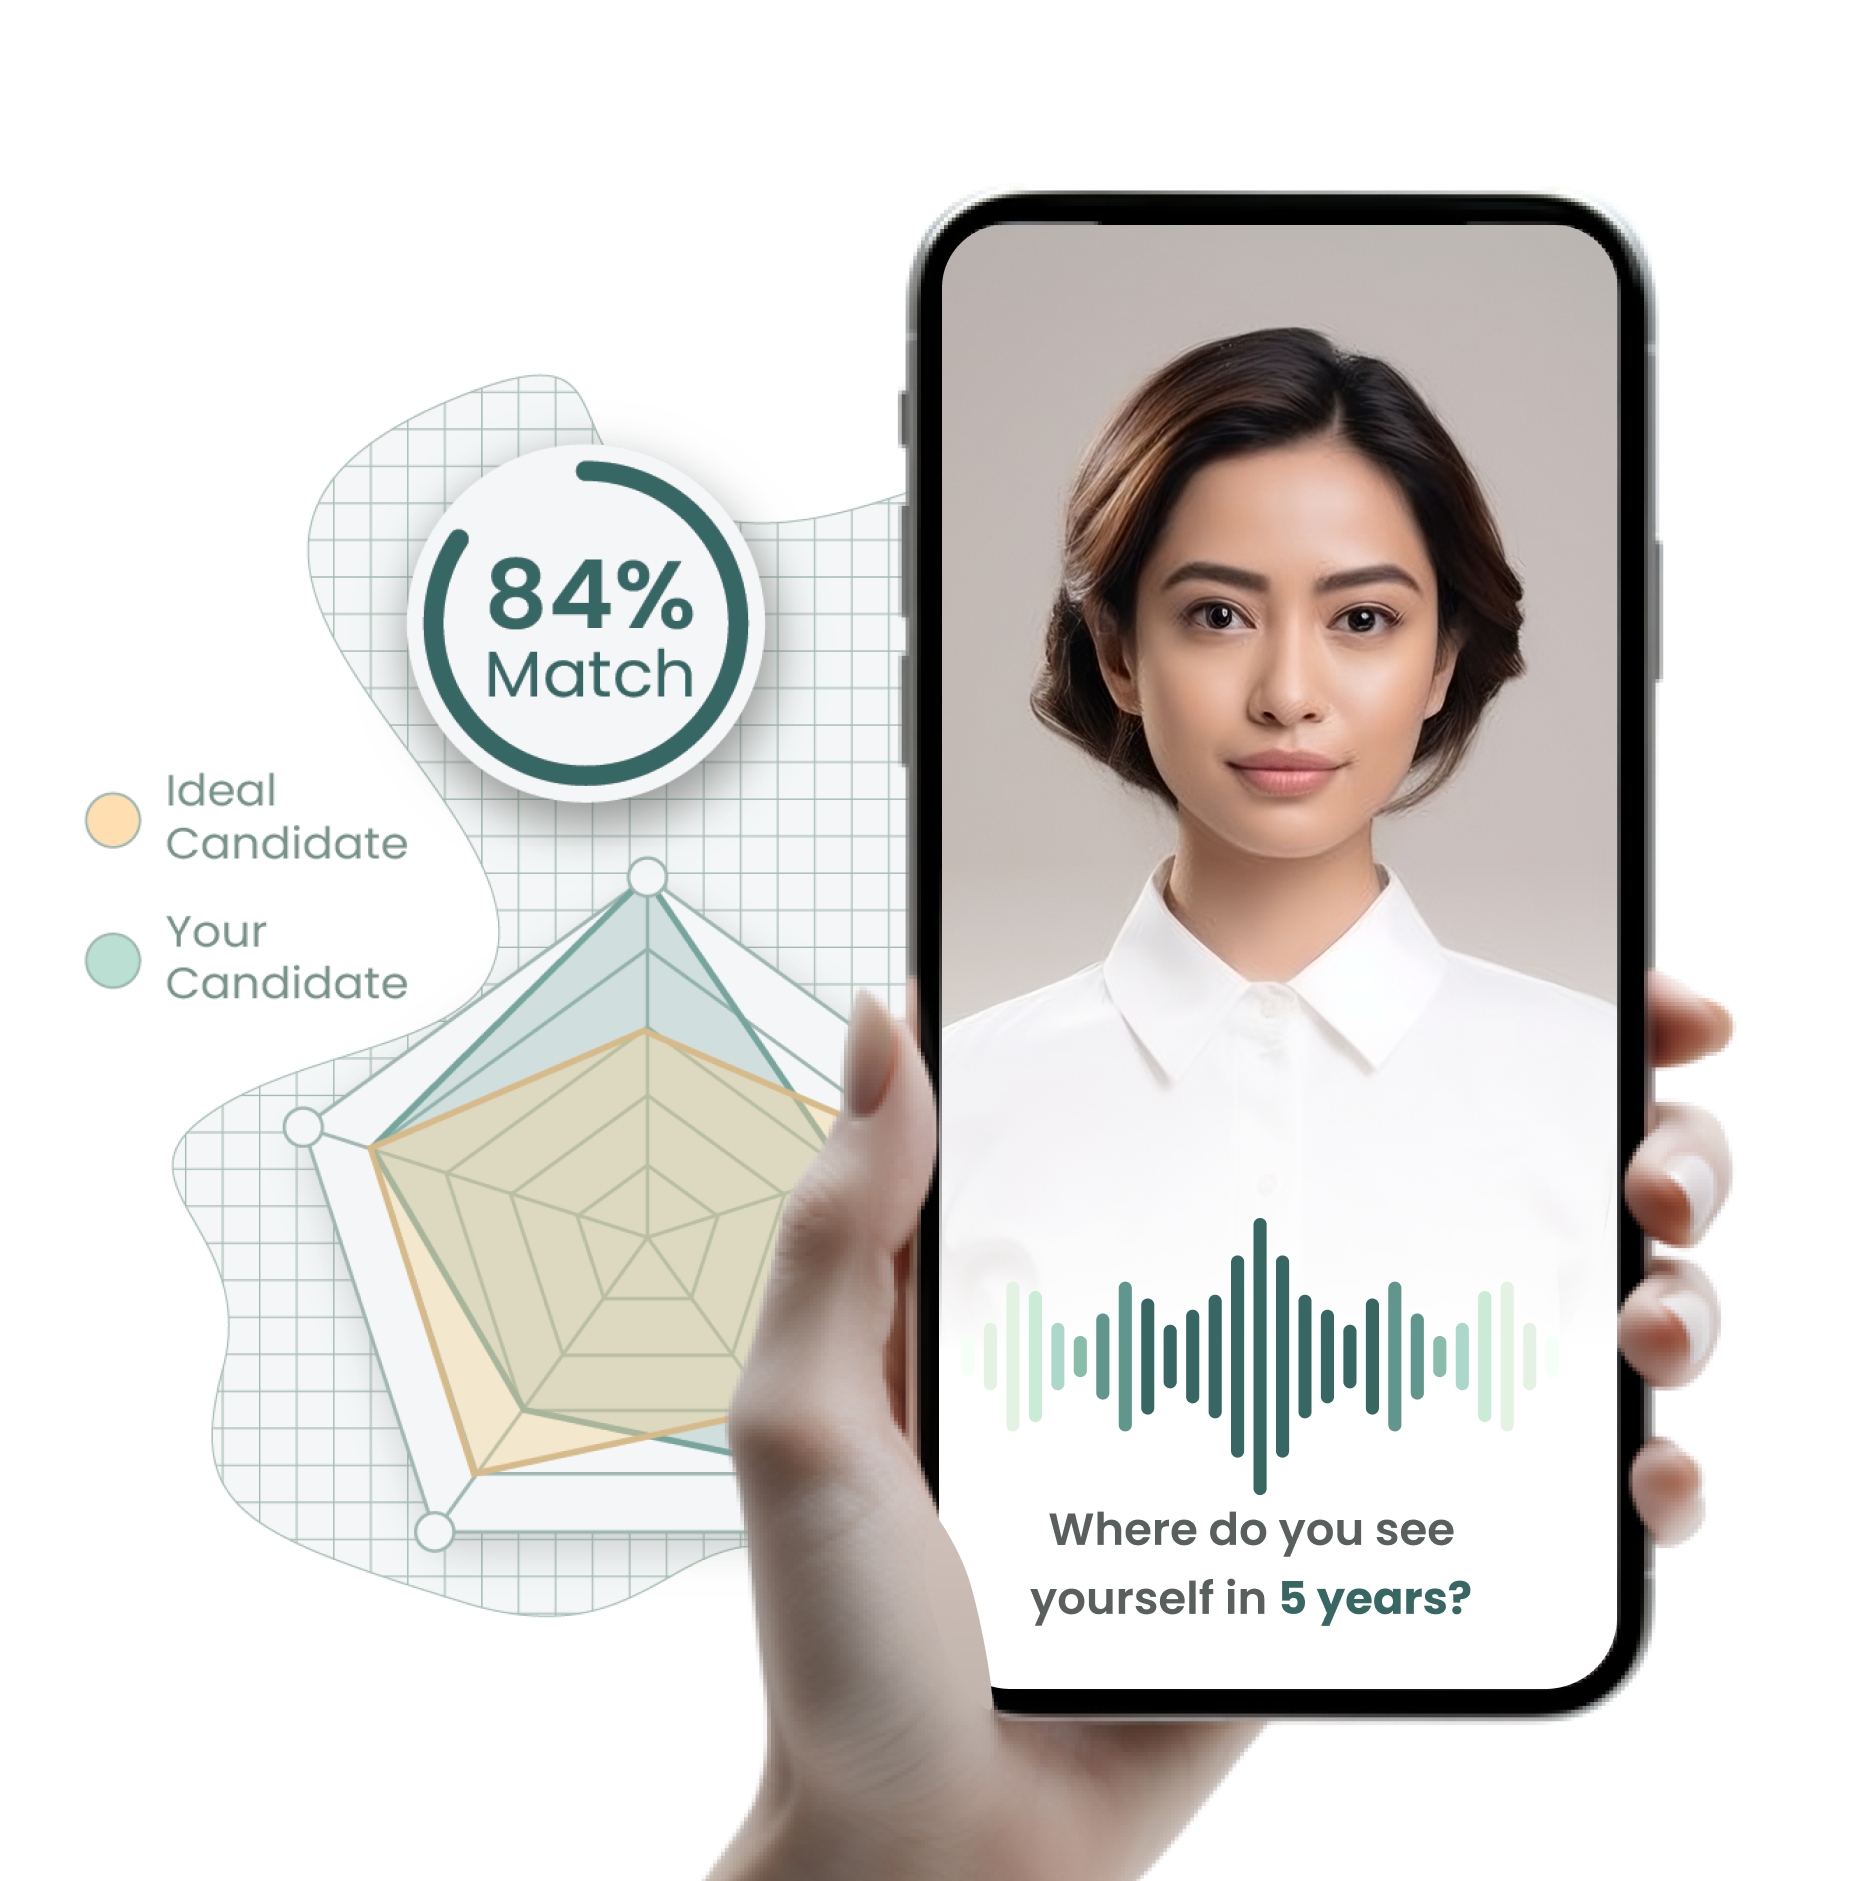 84%
Match
Ideal
Candidate
Your
Candidate
Where do you see
yourself in 5 years?